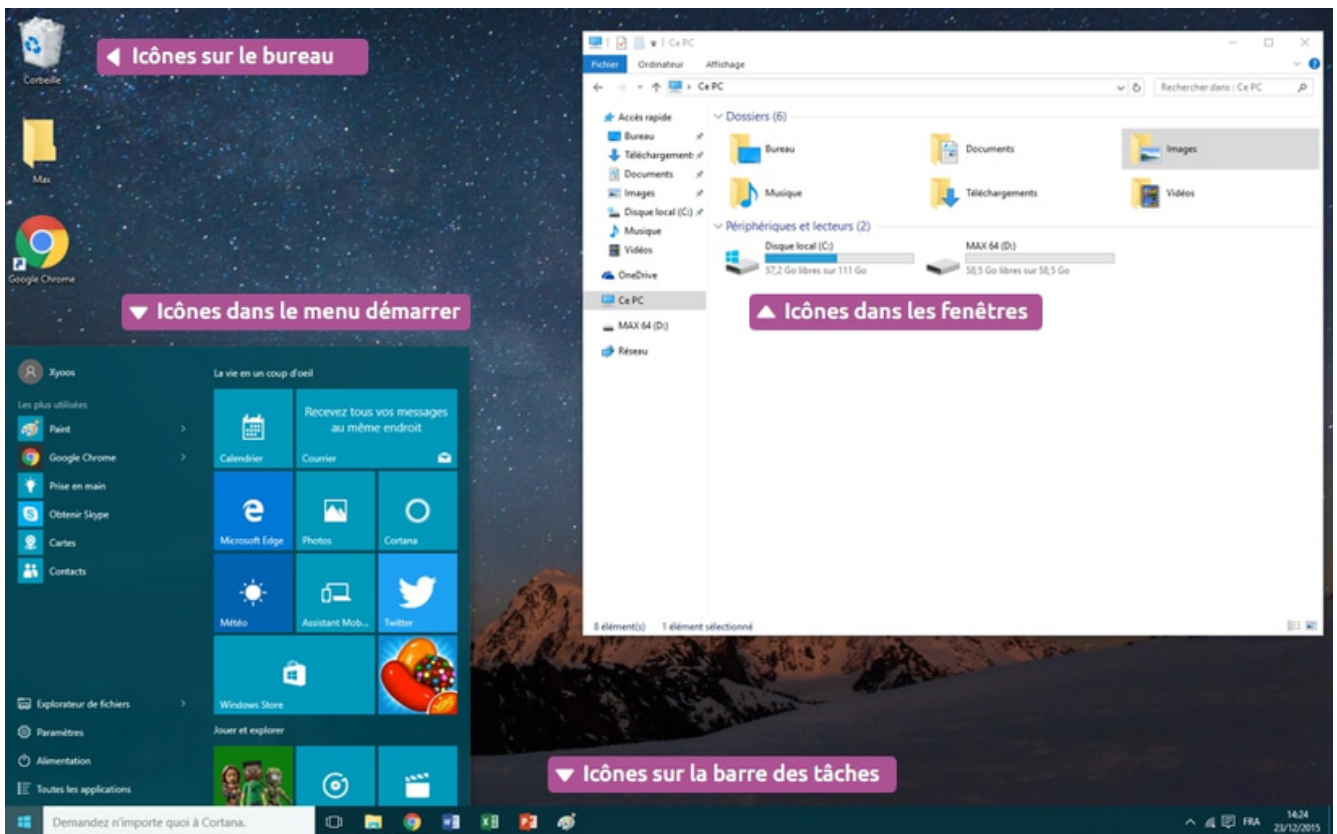 Corbeille
Icônes sur le bureau
Max
Google Chrome
Icônes dans le menu démarrer
Ce PC
Fichier Ordinateur Affichage
Ce PC
Rechercher dans : Ce PC
Accès rapide
Bureau
Téléchargement:
Documents
Images
Disque local (C:)
Musique
Vidéos
OneDrive
Ce PC
MAX 64 (D:)
Réseau
Dossiers (6)
Bureau Documents Images
Musique Téléchargements Vidéos
Périphériques et lecteurs (2)
Disque local (C:)
57,2 Go libres sur 111 Go
MAX 64 (D:)
58,5 Go libres sur 58,5 Go
Icônes dans les fenêtres
8 élément(s) 1 élément sélectionné
Xyoos
Les plus utilisées
Paint
Google Chrome
Prise en main
Obtenir Skype
Cartes
Contacts
Explorateur de fichiers
Paramètres
Alimentation
Toutes les applications
La vie en un coup d'oeil
Calendrier
Recevez tous vos messages
au même endroit
Courrier
Microsoft Edge Photos Cortana
Météo Assistant Mob... Twitter
Windows Store
Jouer et explorer
Icônes sur la barre des tâches
Demandez n'importe quoi à Cortana.
FRA
14:24
23/12/2015